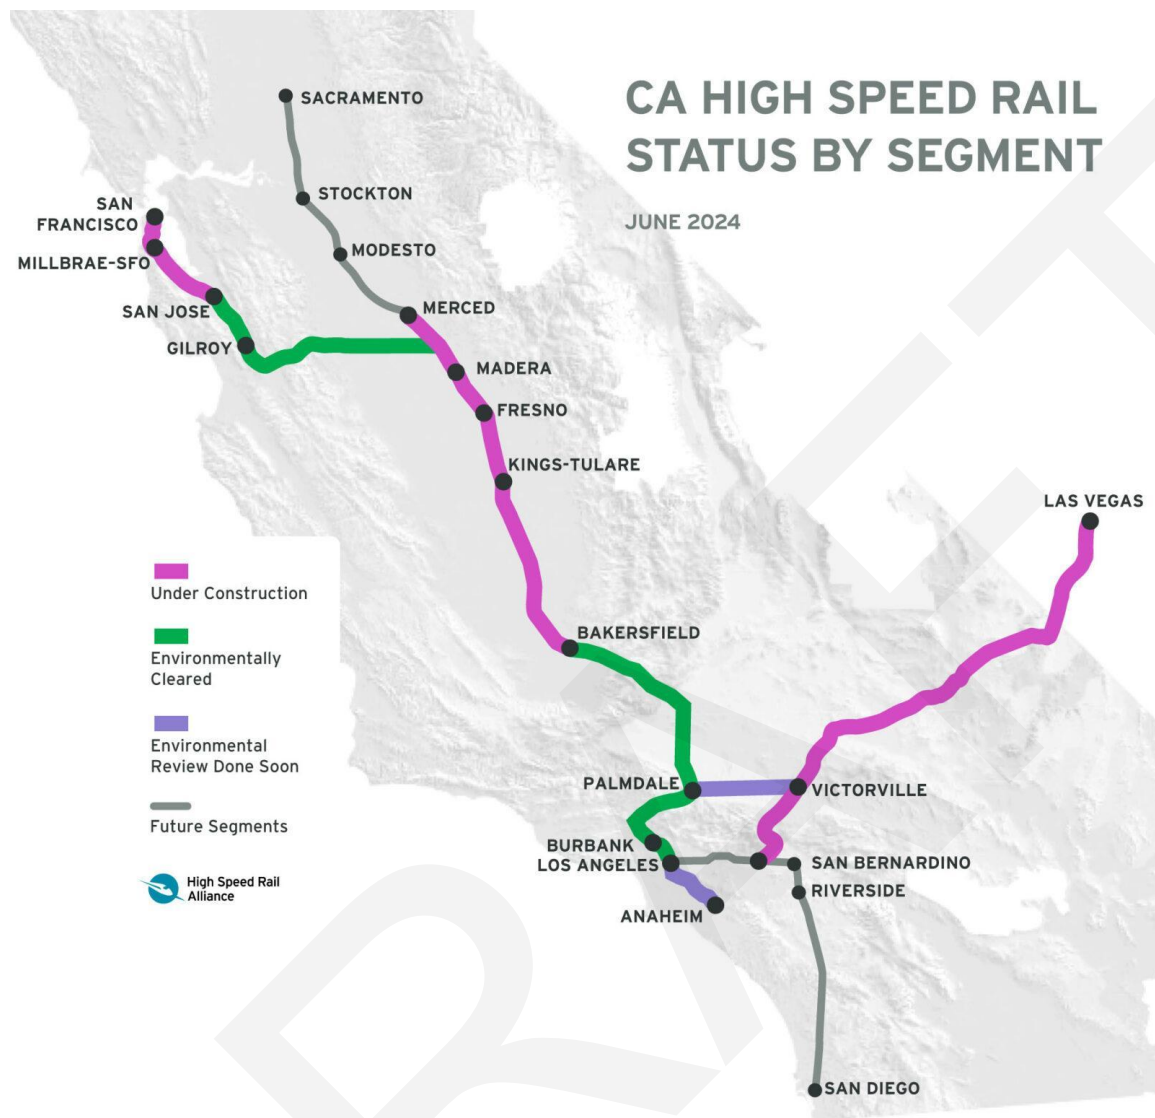 CA HIGH SPEED RAIL
STATUS BY SEGMENT
JUNE 2024
SACRAMENTO
STOCKTON
SAN
FRANCISCO
MODESTO
MILLBRAE-SFO
SAN JOSE
MERCED
GILROY
MADERA
FRESNO
KINGS-TULARE
LAS VEGAS
BAKERSFIELD
PALMDALE
VICTORVILLE
BURBANK
LOS ANGELES
SAN BERNARDINO
RIVERSIDE
ANAHEIM
SAN DIEGO
Under Construction
Environmentally
Cleared
Environmental
Review Done Soon
Future Segments
High Speed Rail
Alliance
DRAFT